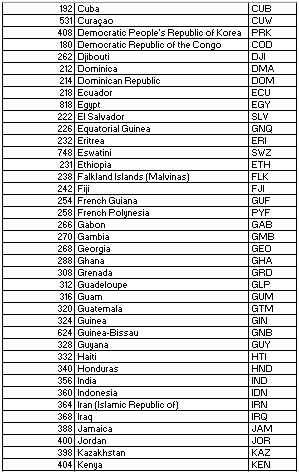 192 Cuba CUB
531 Curaçao CUW
408 Democratic People's Republic of Korea PRK
180 Democratic Republic of the Congo COD
262 Djibouti DJI
212 Dominica DMA
214 Dominican Republic DOM
218 Ecuador ECU
818 Egypt EGY
222 El Salvador SLV
226 Equatorial Guinea GNQ
232 Eritrea ERI
748 Eswatini SWZ
231 Ethiopia ETH
238 Falkland Islands (Malvinas) FLK
242 Fiji FJI
254 French Guiana GUF
258 French Polynesia PYF
266 Gabon GAB
270 Gambia GMB
268 Georgia GEO
288 Ghana GHA
308 Grenada GRD
312 Guadeloupe GLP
316 Guam GUM
320 Guatemala GTM
324 Guinea GIN
624 Guinea-Bissau GNB
328 Guyana GUY
332 Haiti HTI
340 Honduras HND
356 India IND
360 Indonesia IDN
364 Iran (Islamic Republic of) IRN
368 Iraq IRQ
388 Jamaica JAM
400 Jordan JOR
398 Kazakhstan KAZ
404 Kenya KEN